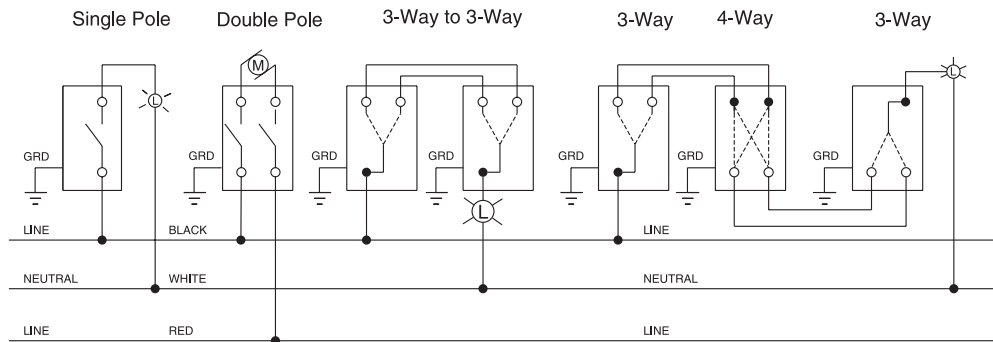 Single Pole
Double Pole
3-Way to 3-Way
3-Way
4-Way
3-Way
M
L
L
GRD
GRD
GRD
GRD
GRD
GRD
GRD
L
L
LINE
BLACK
LINE
NEUTRAL
WHITE
NEUTRAL
LINE
RED
LINE